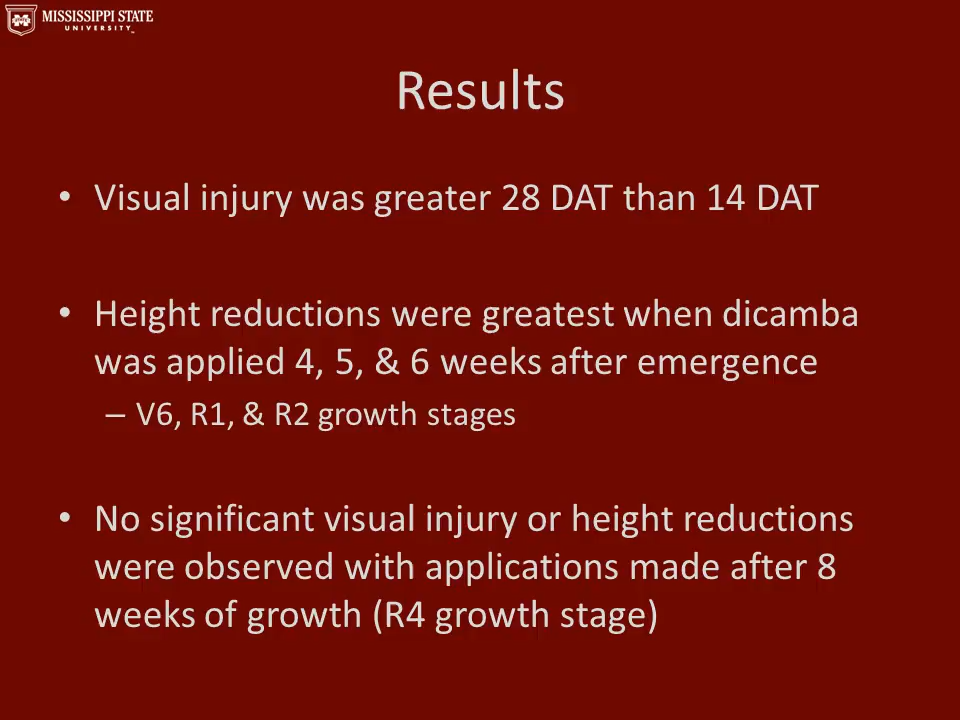 MISSISSIPPI STATE
UNIVERSITY™
Results
• Visual injury was greater 28 DAT than 14 DAT
• Height reductions were greatest when dicamba
was applied 4, 5, & 6 weeks after emergence
– V6, R1, & R2 growth stages
• No significant visual injury or height reductions
were observed with applications made after 8
weeks of growth (R4 growth stage)